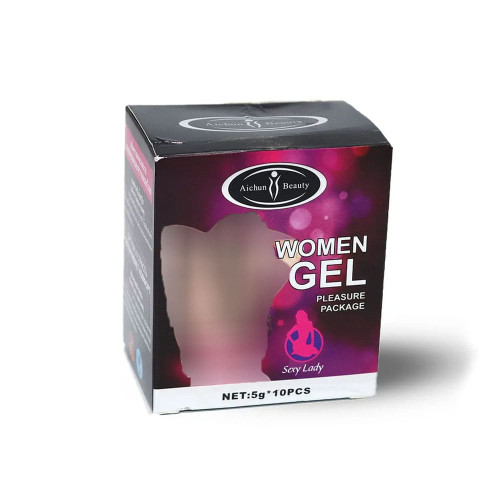 Aichun Beauty
Aichun Beauty
WOMEN
GEL
PLEASURE
PACKAGE
Sexy Lady
NET:5g*10PCS